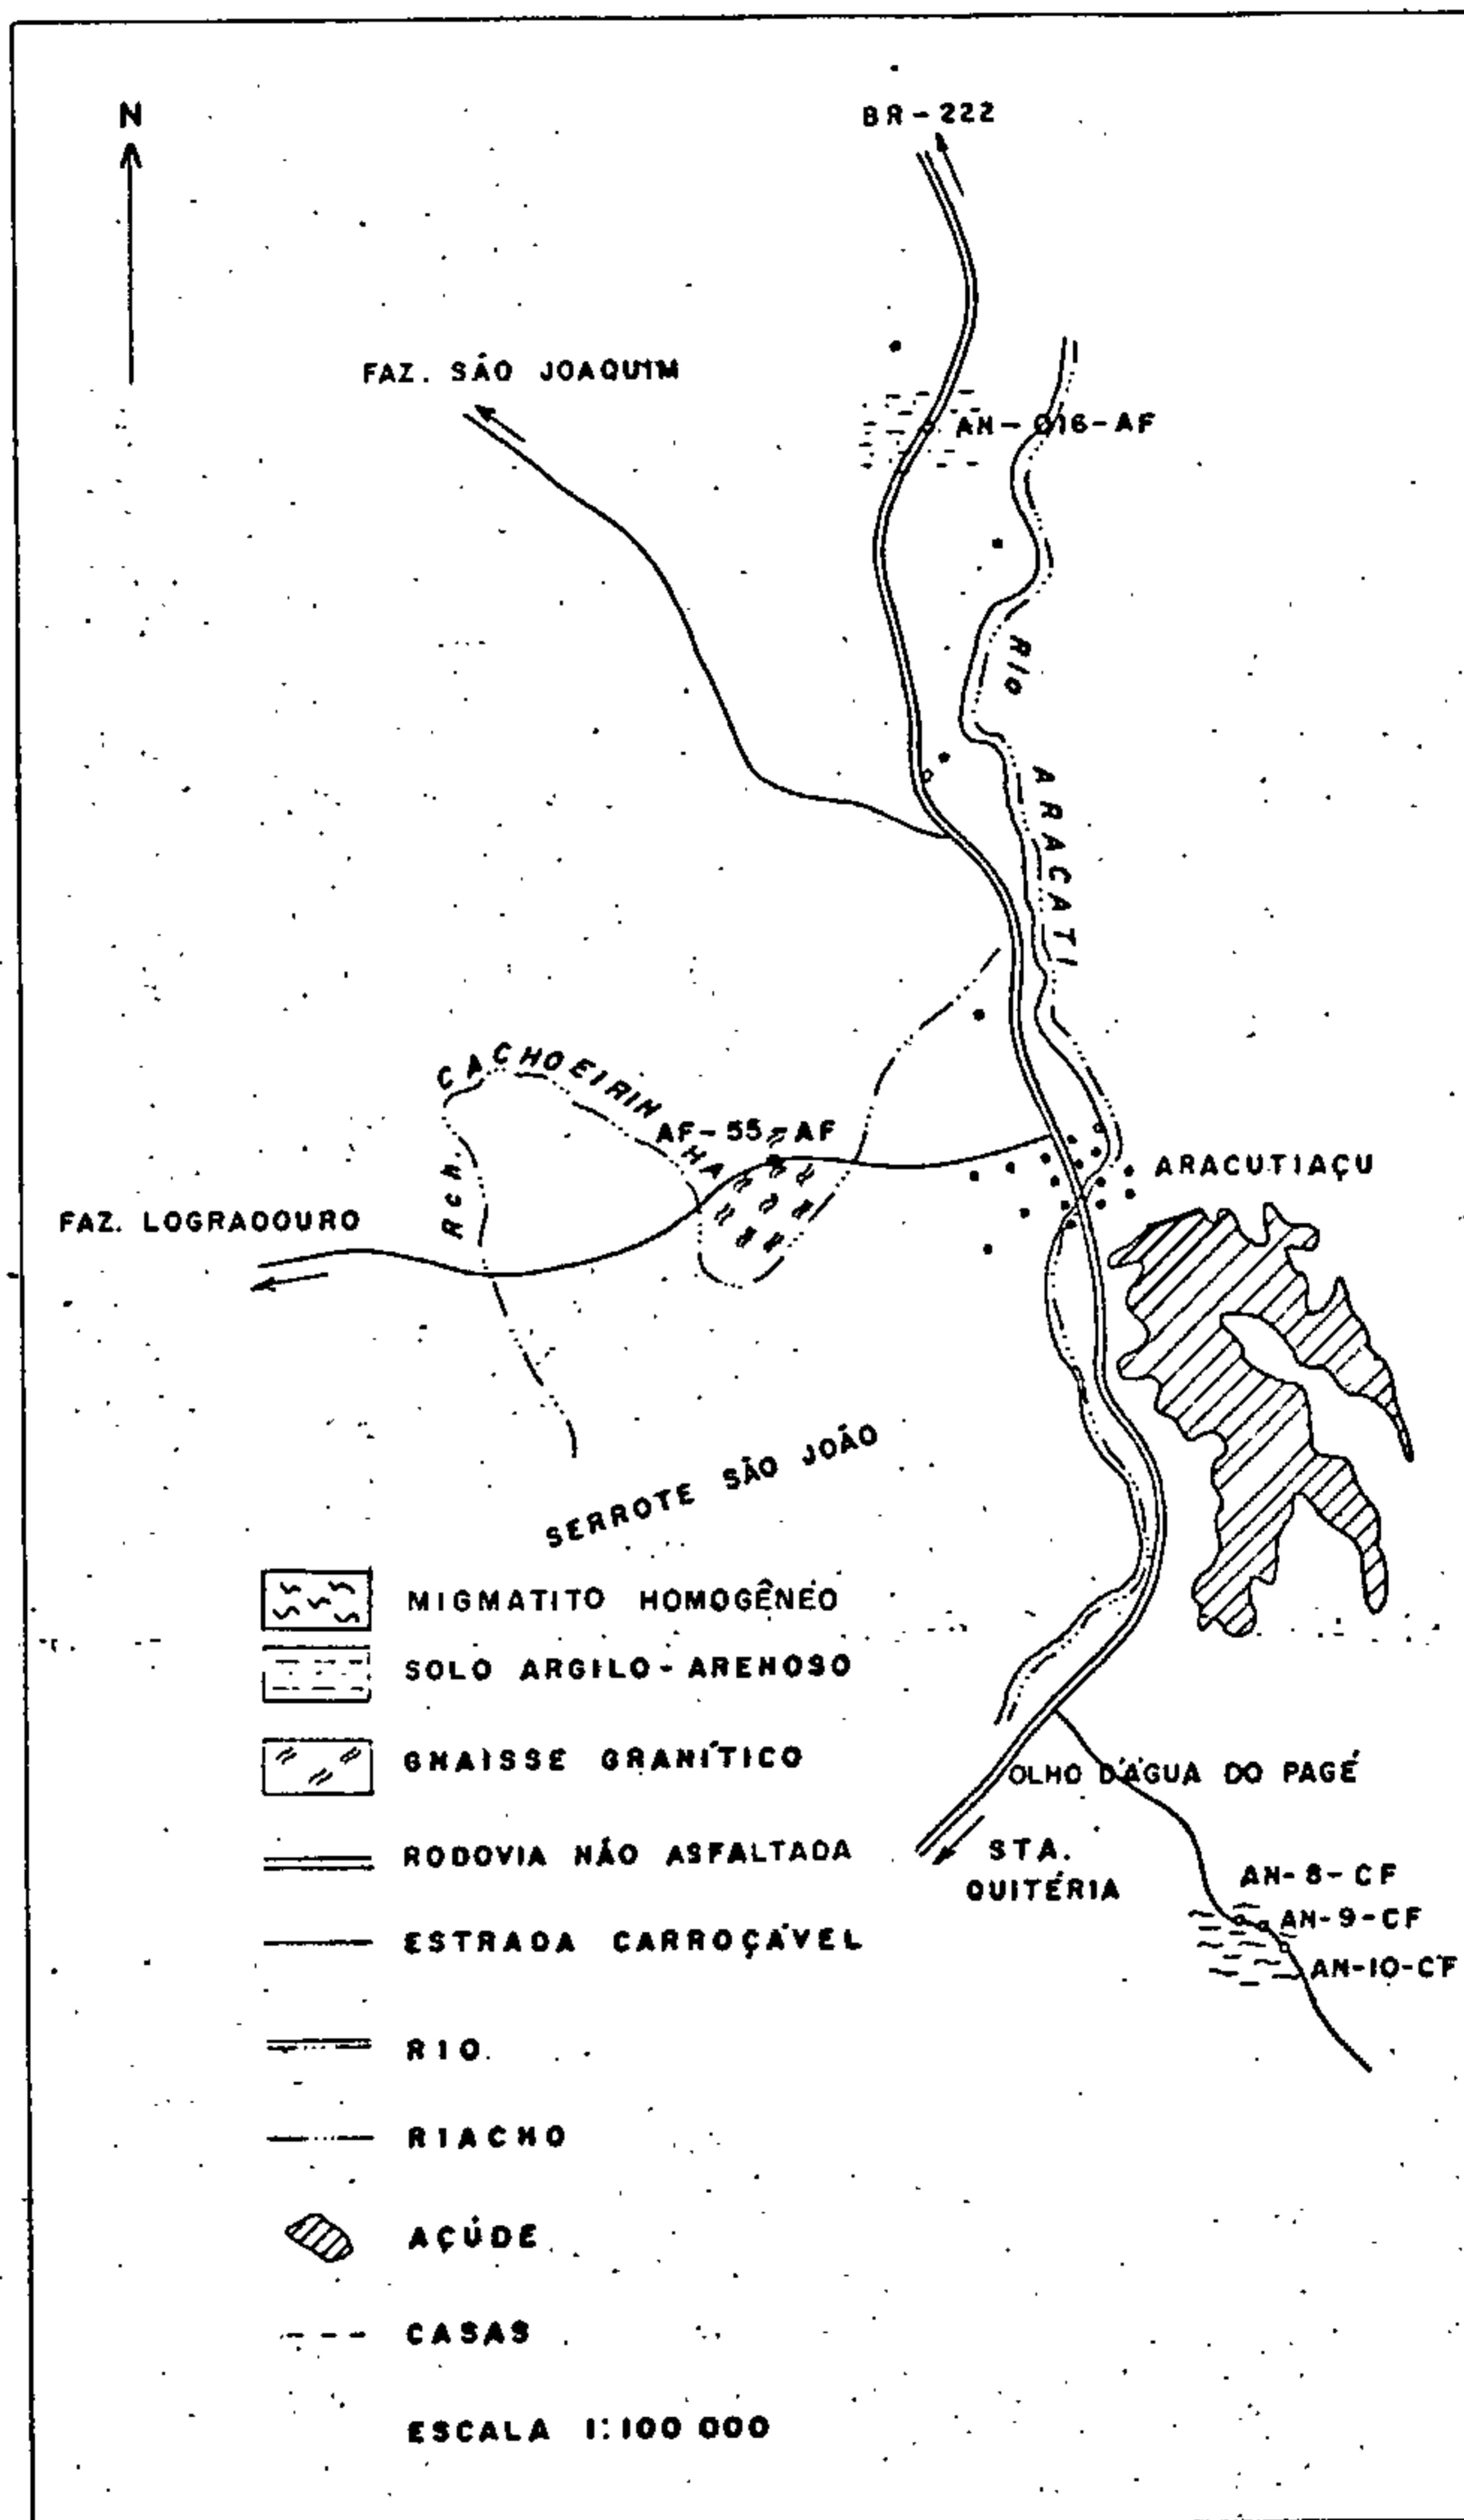 N
BR-222
FAZ. SÃO JOAQUIM
AN-016-AF
RIO ARACATI
RCH. CACHOEIRINHA
AF-55-AF
ARACUTIAÇU
FAZ. LOGRADOURO
SERROTE SÃO JOÃO
MIGMATITO HOMOGÊNEO
SOLO ARGILO-ARENOSO
GNAISSE GRANÍTICO
OLHO D'ÁGUA DO PAGÉ
RODOVIA NÃO ASFALTADA
STA.
QUITÉRIA
AN-8-CF
AN-9-CF
AN-10-CF
ESTRADA CARROÇÁVEL
RIO
RIACHO
AÇÚDE
CASAS
ESCALA 1:100 000